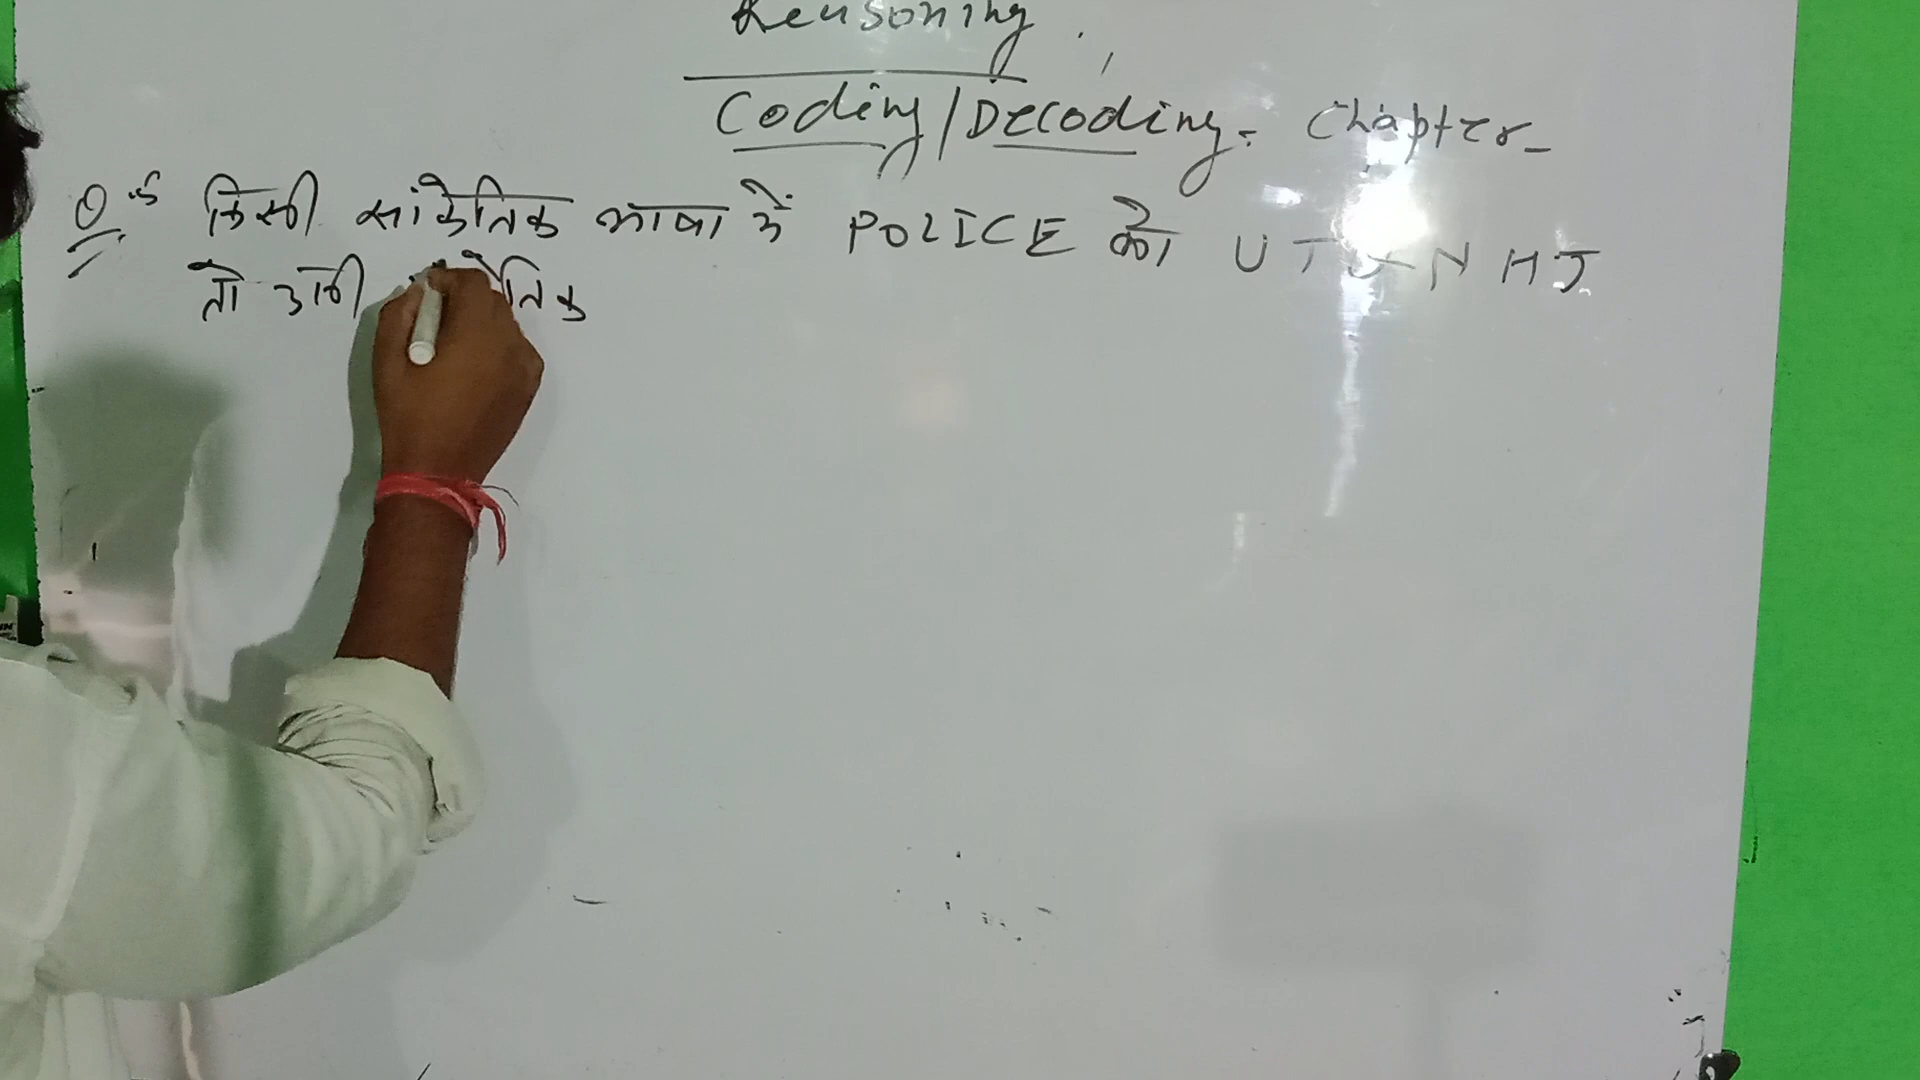 Reasoning
Coding/Decoding. Chapter-
Q. किसी सांकेतिक भाषा में POLICE को U T N H J
तो उसी